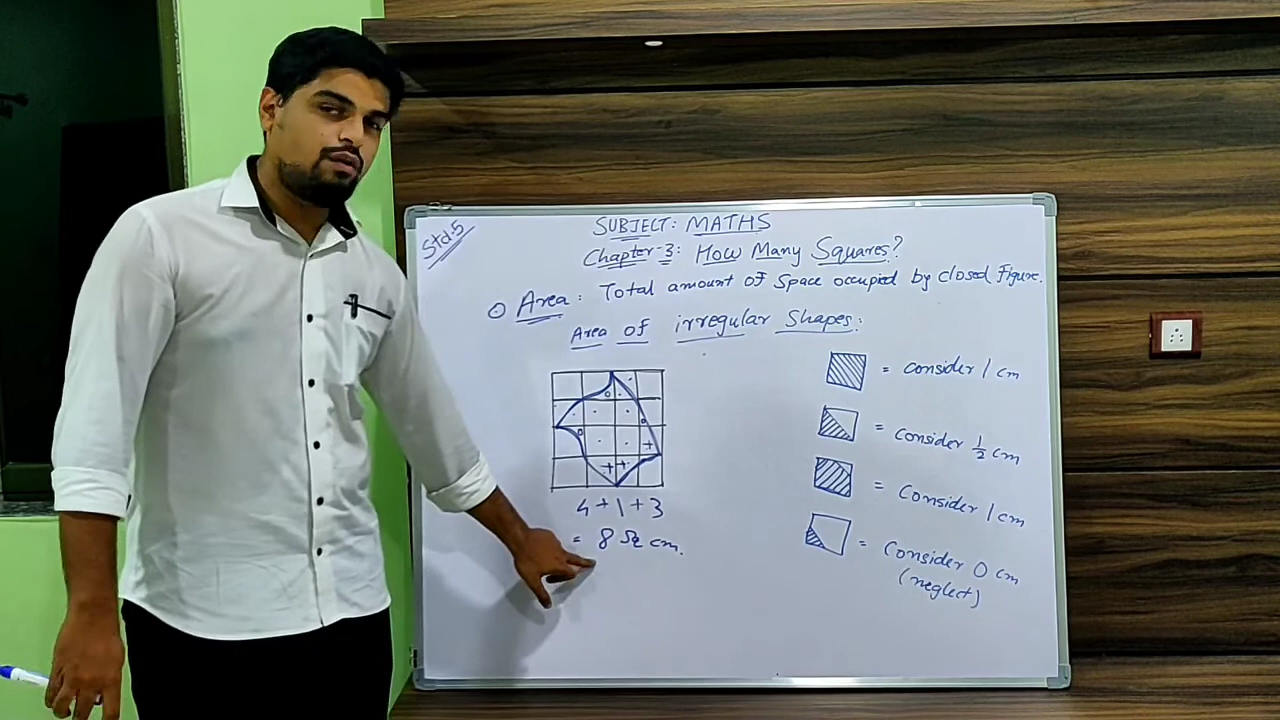 Std.5
SUBJECT: MATHS
Chapter-3: How Many Squares?
Area: Total amount of Space occupied by closed figure.
Area of irregular Shapes:
= consider 1 cm
= consider 1/2 cm
= consider 1 cm
= consider 0 cm
(neglect)
4+1+3
= 8 Sq cm.